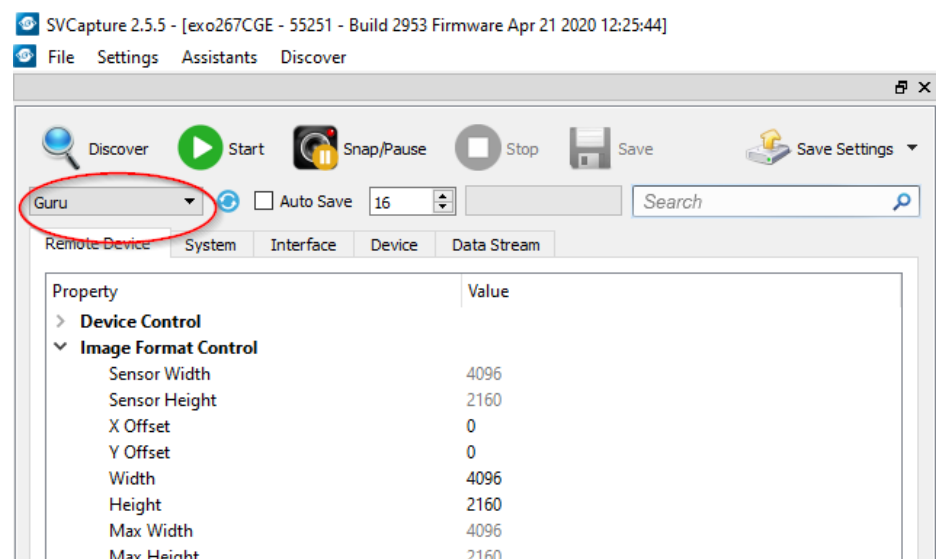 SVCapture 2.5.5 - [exo267CGE - 55251 - Build 2953 Firmware Apr 21 2020 12:25:44]
File Settings Assistants Discover
Discover Start Snap/Pause Stop Save Save Settings
Guru Auto Save 16 Search
Remote Device System Interface Device Data Stream
Property Value
Device Control
Image Format Control
Sensor Width 4096
Sensor Height 2160
X Offset 0
Y Offset 0
Width 4096
Height 2160
Max Width 4096
Max Height 2160